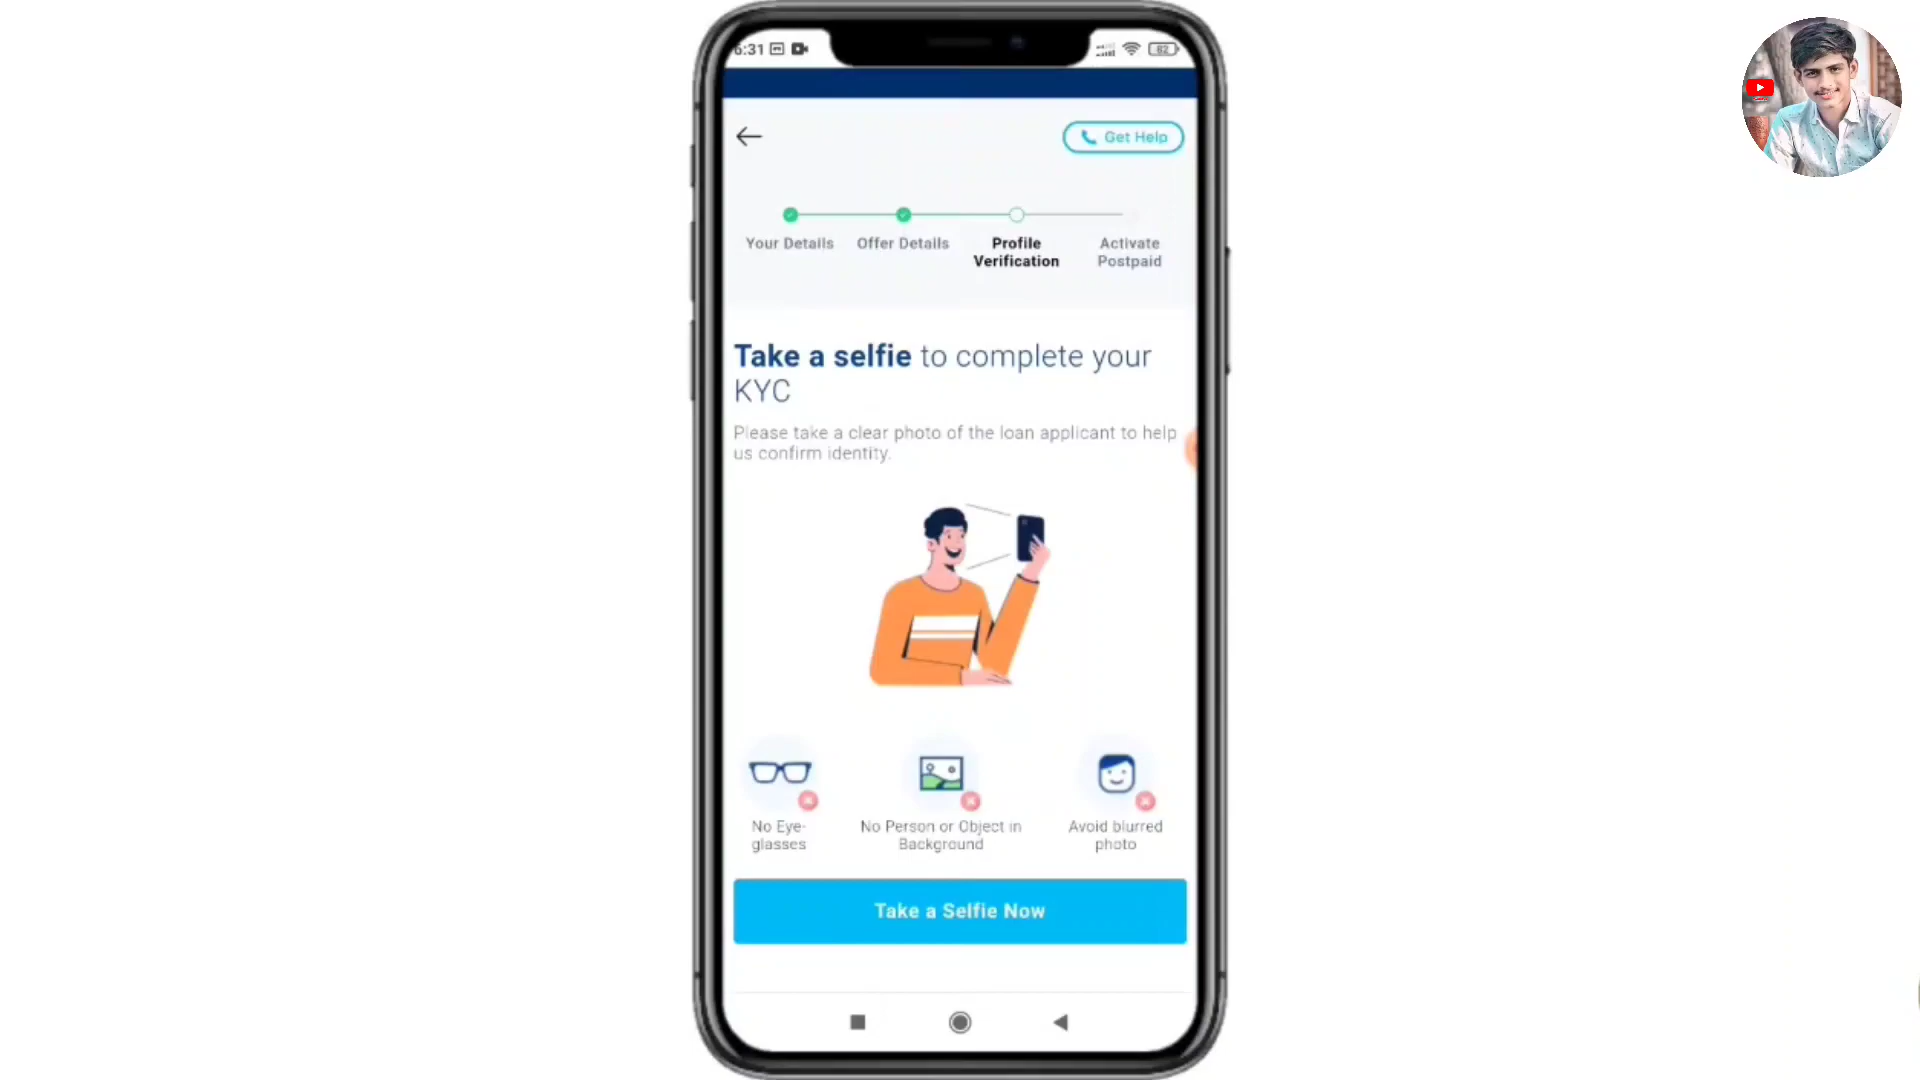 6:31
82
Get Help
Your Details
Offer Details
Profile
Verification
Activate
Postpaid
Take a selfie to complete your
KYC
Please take a clear photo of the loan applicant to help
us confirm identity.
No Eye-
glasses
No Person or Object in
Background
Avoid blurred
photo
Take a Selfie Now